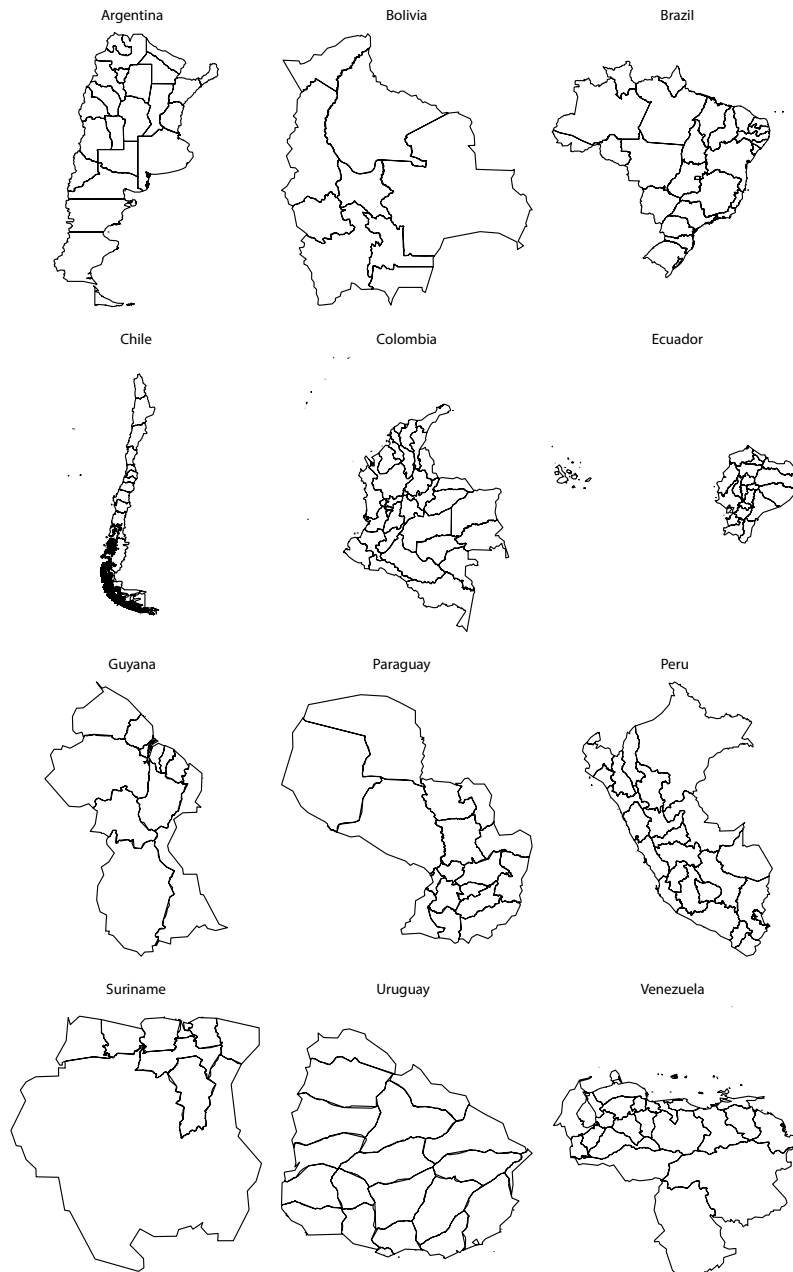 Argentina
Bolivia
Brazil
Chile
Colombia
Ecuador
Guyana
Paraguay
Peru
Suriname
Uruguay
Venezuela